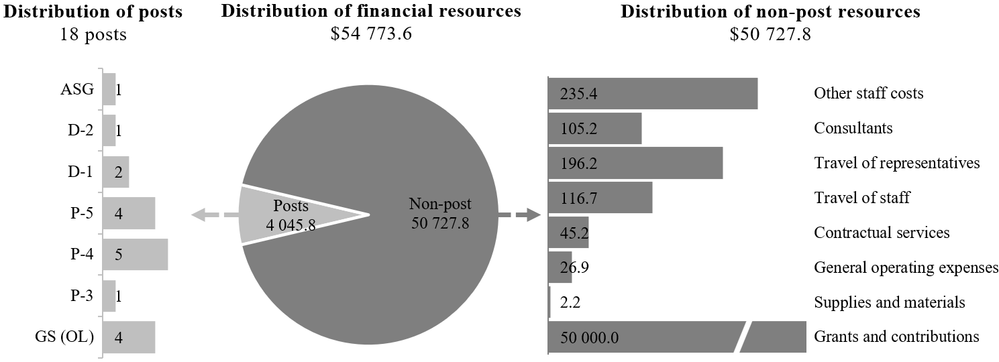 Distribution of posts
18 posts
ASG 1
D-2 1
D-1 2
P-5 4
P-4 5
P-3 1
GS (OL) 4
Distribution of financial resources
$54 773.6
Posts
4 045.8
Non-post
50 727.8
Distribution of non-post resources
$50 727.8
235.4 Other staff costs
105.2 Consultants
196.2 Travel of representatives
116.7 Travel of staff
45.2 Contractual services
26.9 General operating expenses
2.2 Supplies and materials
50 000.0 Grants and contributions